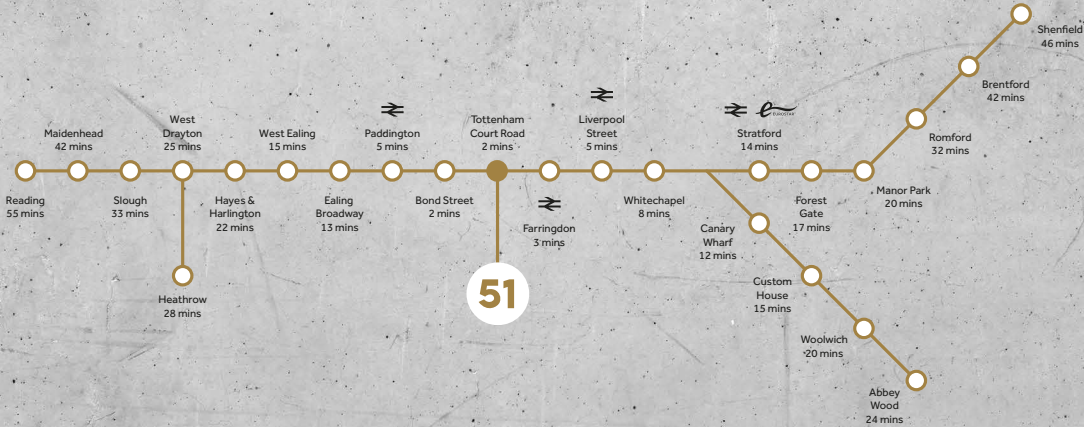 Reading
55 mins
Maidenhead
42 mins
Slough
33 mins
West
Drayton
25 mins
Heathrow
28 mins
Hayes &
Harlington
22 mins
West Ealing
15 mins
Ealing
Broadway
13 mins
Paddington
5 mins
Bond Street
2 mins
Tottenham
Court Road
2 mins
51
Farringdon
3 mins
Liverpool
Street
5 mins
Whitechapel
8 mins
e
EUROSTAR
Stratford
14 mins
Forest
Gate
17 mins
Manor Park
20 mins
Romford
32 mins
Brentford
42 mins
Shenfield
46 mins
Canary
Wharf
12 mins
Custom
House
15 mins
Woolwich
20 mins
Abbey
Wood
24 mins